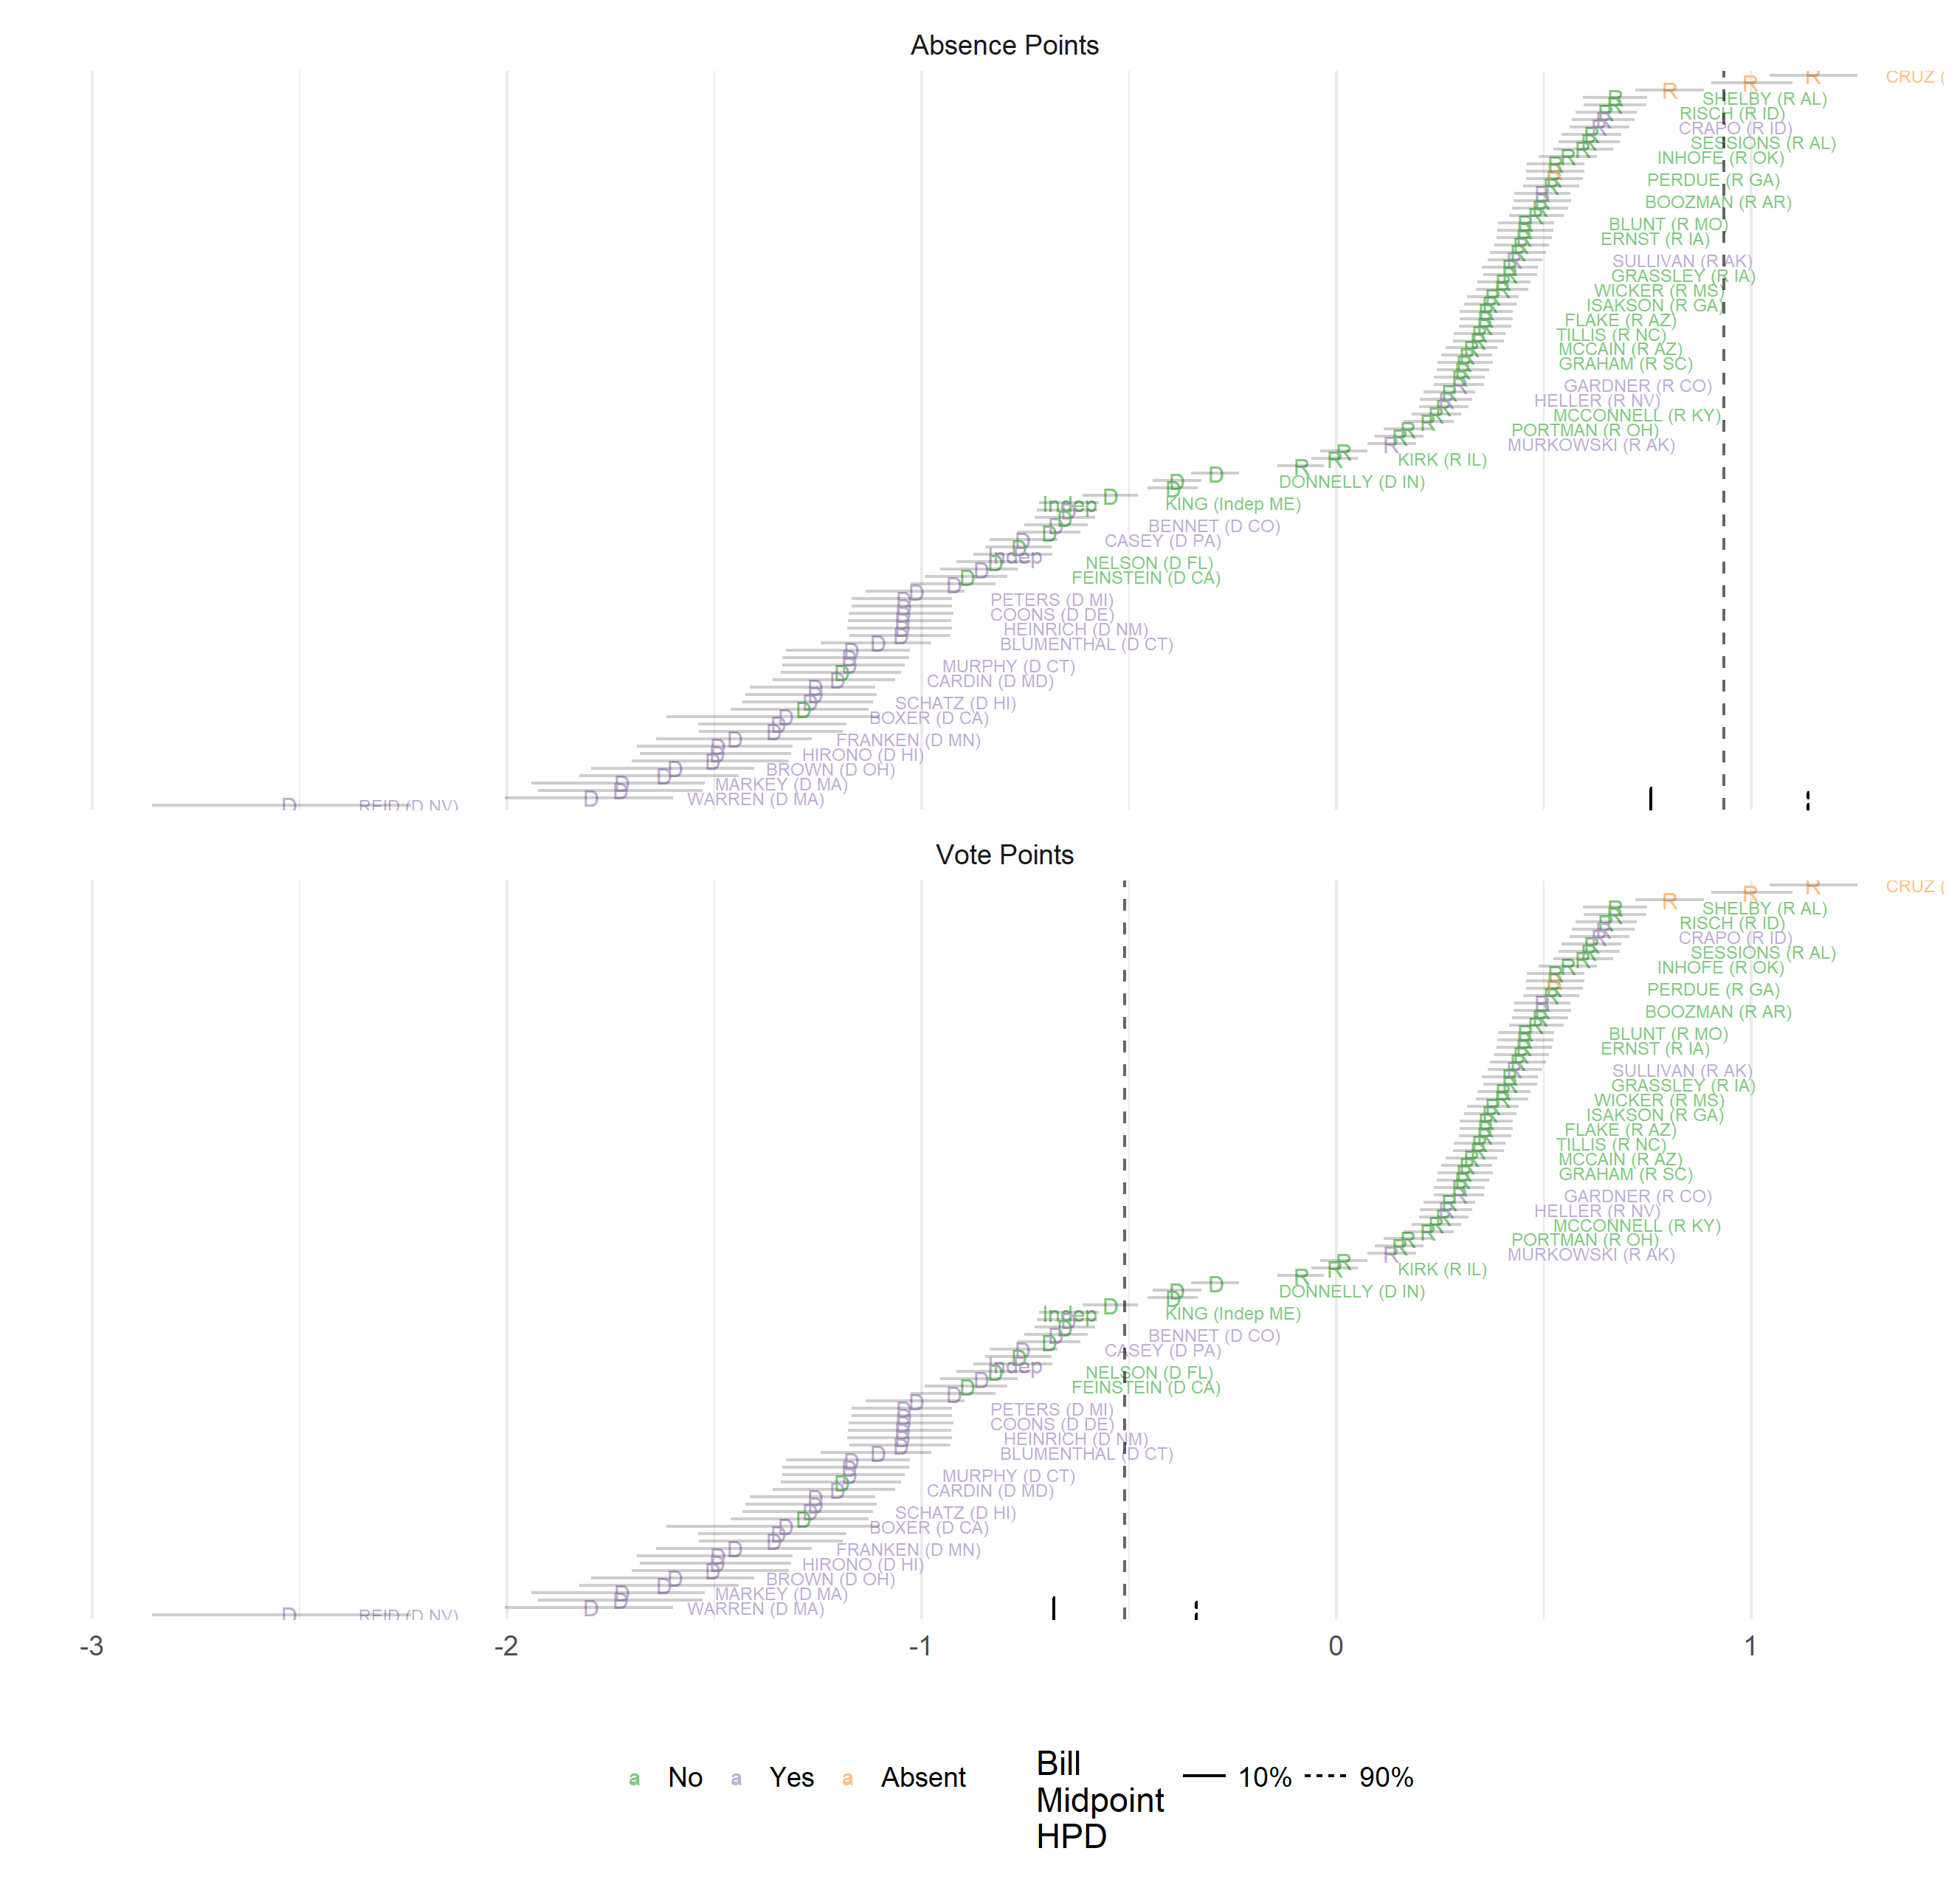 Absence Points
CRUZ (
SHELBY (R AL)
RISCH (R ID)
CRAPO (R ID)
SESSIONS (R AL)
INHOFE (R OK)
PERDUE (R GA)
BOOZMAN (R AR)
BLUNT (R MO)
ERNST (R IA)
SULLIVAN (R AK)
GRASSLEY (R IA)
WICKER (R MS)
ISAKSON (R GA)
FLAKE (R AZ)
TILLIS (R NC)
MCCAIN (R AZ)
GRAHAM (R SC)
GARDNER (R CO)
HELLER (R NV)
MCCONNELL (R KY)
PORTMAN (R OH)
MURKOWSKI (R AK)
KIRK (R IL)
DONNELLY (D IN)
Indep KING (Indep ME)
BENNET (D CO)
CASEY (D PA)
Indep
NELSON (D FL)
FEINSTEIN (D CA)
PETERS (D MI)
COONS (D DE)
HEINRICH (D NM)
BLUMENTHAL (D CT)
MURPHY (D CT)
CARDIN (D MD)
SCHATZ (D HI)
BOXER (D CA)
FRANKEN (D MN)
HIRONO (D HI)
BROWN (D OH)
MARKEY (D MA)
WARREN (D MA)
D REID (D NV)
Vote Points
CRUZ (
SHELBY (R AL)
RISCH (R ID)
CRAPO (R ID)
SESSIONS (R AL)
INHOFE (R OK)
PERDUE (R GA)
BOOZMAN (R AR)
BLUNT (R MO)
ERNST (R IA)
SULLIVAN (R AK)
GRASSLEY (R IA)
WICKER (R MS)
ISAKSON (R GA)
FLAKE (R AZ)
TILLIS (R NC)
MCCAIN (R AZ)
GRAHAM (R SC)
GARDNER (R CO)
HELLER (R NV)
MCCONNELL (R KY)
PORTMAN (R OH)
MURKOWSKI (R AK)
KIRK (R IL)
DONNELLY (D IN)
Indep KING (Indep ME)
BENNET (D CO)
CASEY (D PA)
Indep
NELSON (D FL)
FEINSTEIN (D CA)
PETERS (D MI)
COONS (D DE)
HEINRICH (D NM)
BLUMENTHAL (D CT)
MURPHY (D CT)
CARDIN (D MD)
SCHATZ (D HI)
BOXER (D CA)
FRANKEN (D MN)
HIRONO (D HI)
BROWN (D OH)
MARKEY (D MA)
WARREN (D MA)
D REID (D NV)
-3 -2 -1 0 1
a No a Yes a Absent
Bill
Midpoint
HPD
10% 90%